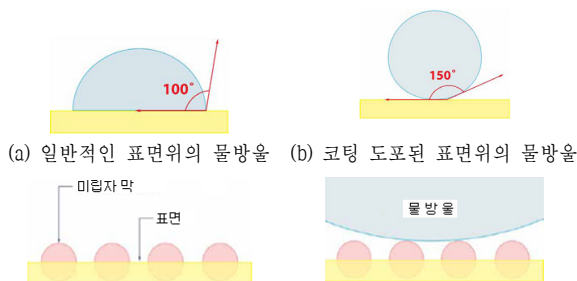 100°
150°
(a) 일반적인 표면위의 물방울
(b) 코팅 도포된 표면위의 물방울
미립자 막
표면
물 방 울